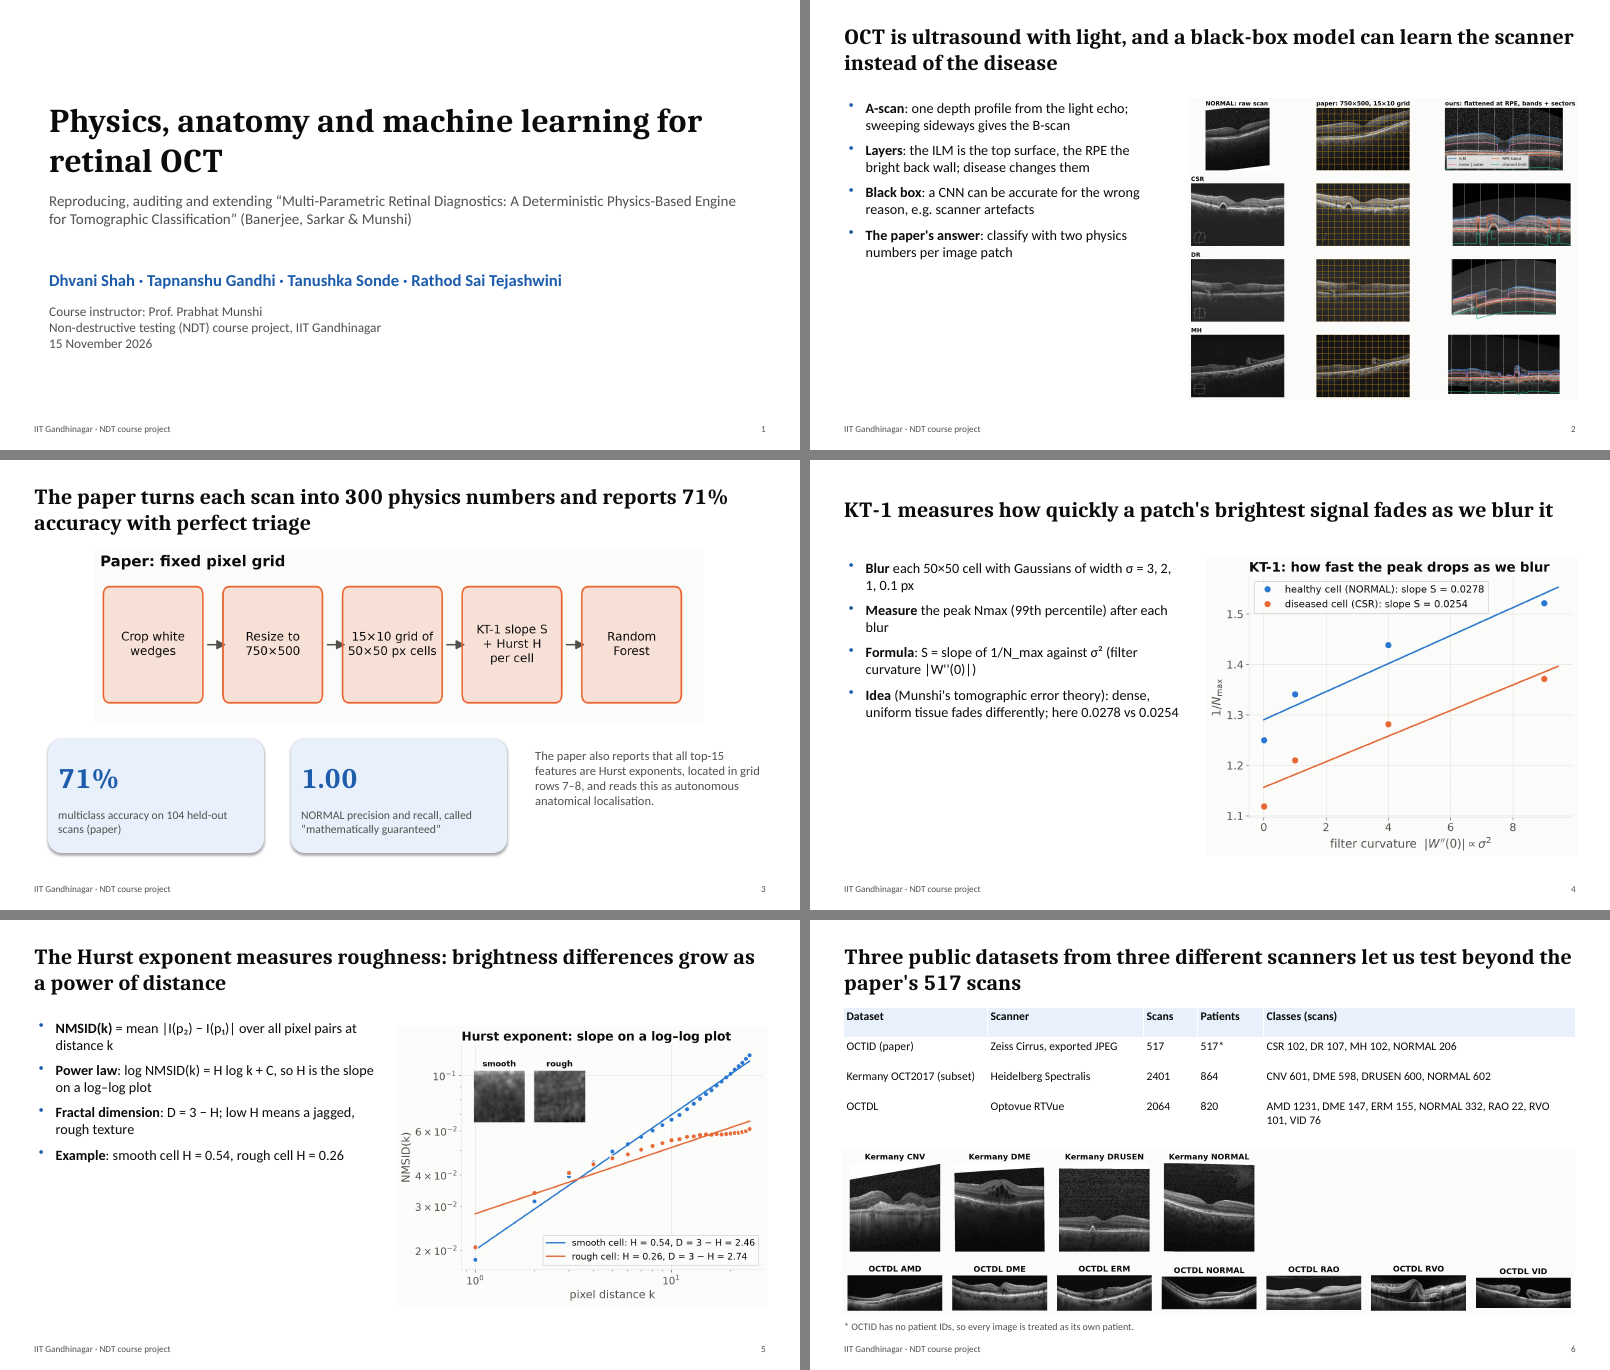 Physics, anatomy and machine learning for
retinal OCT
Reproducing, auditing and extending “Multi-Parametric Retinal Diagnostics: A Deterministic Physics-Based Engine
for Tomographic Classification” (Banerjee, Sarkar & Munshi)
Dhvani Shah · Tapnanshu Gandhi · Tanushka Sonde · Rathod Sai Tejashwini
Course instructor: Prof. Prabhat Munshi
Non-destructive testing (NDT) course project, IIT Gandhinagar
15 November 2026
IIT Gandhinagar · NDT course project
1
OCT is ultrasound with light, and a black-box model can learn the scanner
instead of the disease
• A-scan: one depth profile from the light echo;
sweeping sideways gives the B-scan
• Layers: the ILM is the top surface, the RPE the
bright back wall; disease changes them
• Black box: a CNN can be accurate for the wrong
reason, e.g. scanner artefacts
• The paper's answer: classify with two physics
numbers per image patch
NORMAL: raw scan
paper: 750×500, 15×10 grid
ours: flattened at RPE, bands + sectors
CSR
DR
MH
IIT Gandhinagar · NDT course project
2
The paper turns each scan into 300 physics numbers and reports 71%
accuracy with perfect triage
Paper: fixed pixel grid
Crop white
wedges
Resize to
750×500
15×10 grid of
50×50 px cells
KT-1 slope S
+ Hurst H
per cell
Random
Forest
71%
multiclass accuracy on 104 held-out
scans (paper)
1.00
NORMAL precision and recall, called
“mathematically guaranteed”
The paper also reports that all top-15
features are Hurst exponents, located in grid
rows 7–8, and reads this as autonomous
anatomical localisation.
IIT Gandhinagar · NDT course project
3
KT-1 measures how quickly a patch's brightest signal fades as we blur it
• Blur each 50×50 cell with Gaussians of width σ = 3, 2,
1, 0.1 px
• Measure the peak Nmax (99th percentile) after each
blur
• Formula: S = slope of 1/N_max against σ² (filter
curvature |W''(0)|)
• Idea (Munshi's tomographic error theory): dense,
uniform tissue fades differently; here 0.0278 vs 0.0254
KT-1: how fast the peak drops as we blur
healthy cell (NORMAL): slope S = 0.0278
diseased cell (CSR): slope S = 0.0254
1.5
1.4
1.3
1.2
1.1
1/Nmax
0 2 4 6 8
filter curvature |W″(0)| ∝ σ²
IIT Gandhinagar · NDT course project
4
The Hurst exponent measures roughness: brightness differences grow as
a power of distance
• NMSID(k) = mean |I(p₂) − I(p₁)| over all pixel pairs at
distance k
• Power law: log NMSID(k) = H log k + C, so H is the slope
on a log–log plot
• Fractal dimension: D = 3 − H; low H means a jagged,
rough texture
• Example: smooth cell H = 0.54, rough cell H = 0.26
Hurst exponent: slope on a log–log plot
smooth rough
10⁻¹
6 × 10⁻²
4 × 10⁻²
3 × 10⁻²
2 × 10⁻²
NMSID(k)
smooth cell: H = 0.54, D = 3 − H = 2.46
rough cell: H = 0.26, D = 3 − H = 2.74
10⁰ 10¹
pixel distance k
IIT Gandhinagar · NDT course project
5
Three public datasets from three different scanners let us test beyond the
paper's 517 scans
Dataset Scanner Scans Patients Classes (scans)
OCTID (paper) Zeiss Cirrus, exported JPEG 517 517* CSR 102, DR 107, MH 102, NORMAL 206
Kermany OCT2017 (subset) Heidelberg Spectralis 2401 864 CNV 601, DME 598, DRUSEN 600, NORMAL 602
OCTDL Optovue RTVue 2064 820 AMD 1231, DME 147, ERM 155, NORMAL 332, RAO 22, RVO
101, VID 76
Kermany CNV Kermany DME Kermany DRUSEN Kermany NORMAL
OCTDL AMD OCTDL DME OCTDL ERM OCTDL NORMAL OCTDL RAO OCTDL RVO OCTDL VID
* OCTID has no patient IDs, so every image is treated as its own patient.
IIT Gandhinagar · NDT course project
6